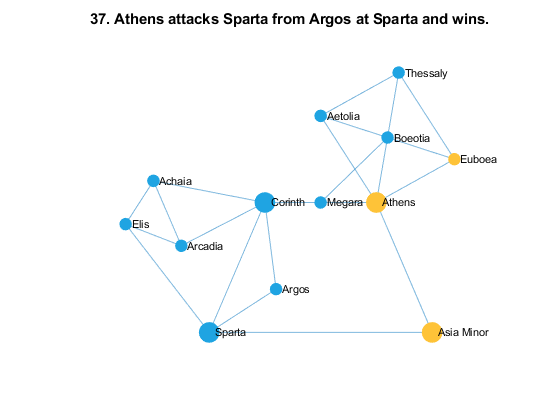 37. Athens attacks Sparta from Argos at Sparta and wins.
Thessaly
Aetolia
Boeotia
Euboea
Achaia
Corinth
Megara
Athens
Elis
Arcadia
Argos
Sparta
Asia Minor